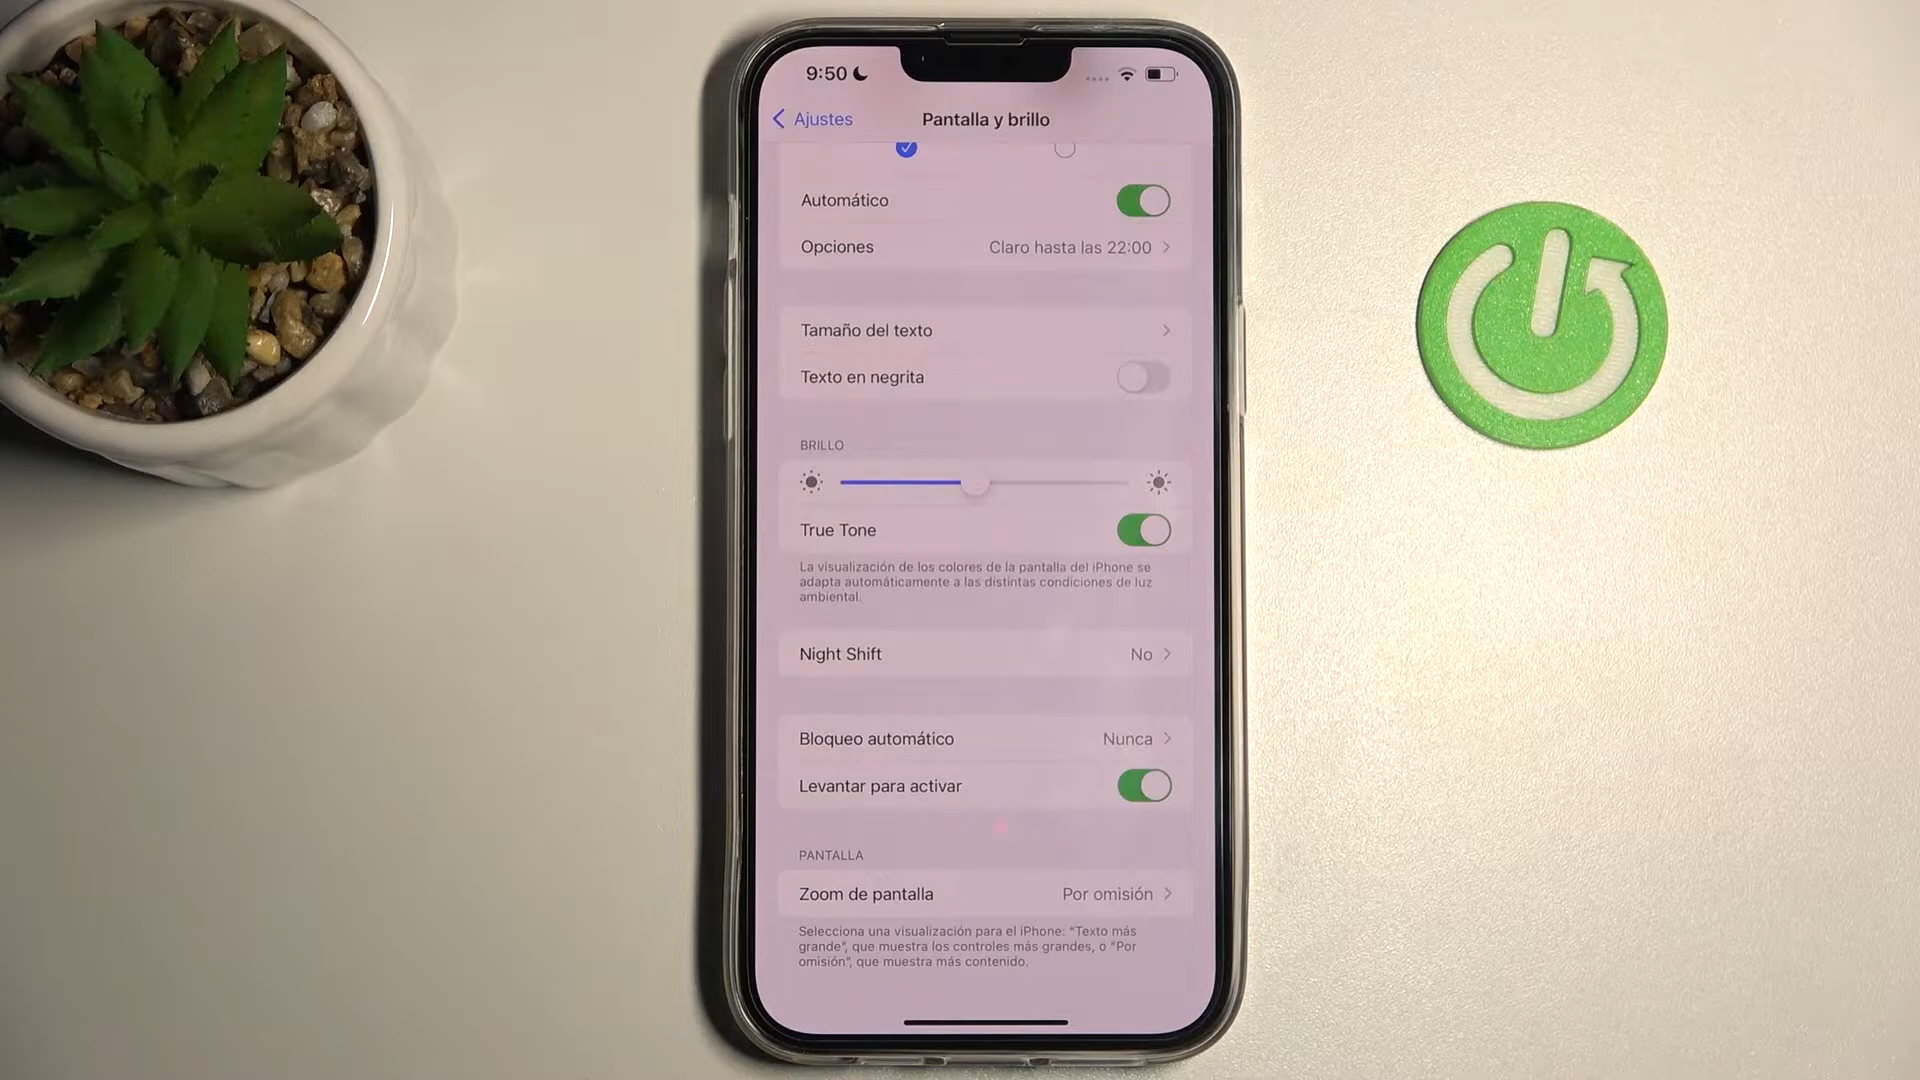 9:50
Ajustes
Pantalla y brillo
Automático
Opciones Claro hasta las 22:00
Tamaño del texto
Texto en negrita
BRILLO
True Tone
La visualización de los colores de la pantalla del iPhone se
adapta automáticamente a las distintas condiciones de luz
ambiental.
Night Shift No
Bloqueo automático Nunca
Levantar para activar
PANTALLA
Zoom de pantalla Por omisión
Selecciona una visualización para el iPhone: “Texto más
grande”, que muestra los controles más grandes, o “Por
omisión”, que muestra más contenido.